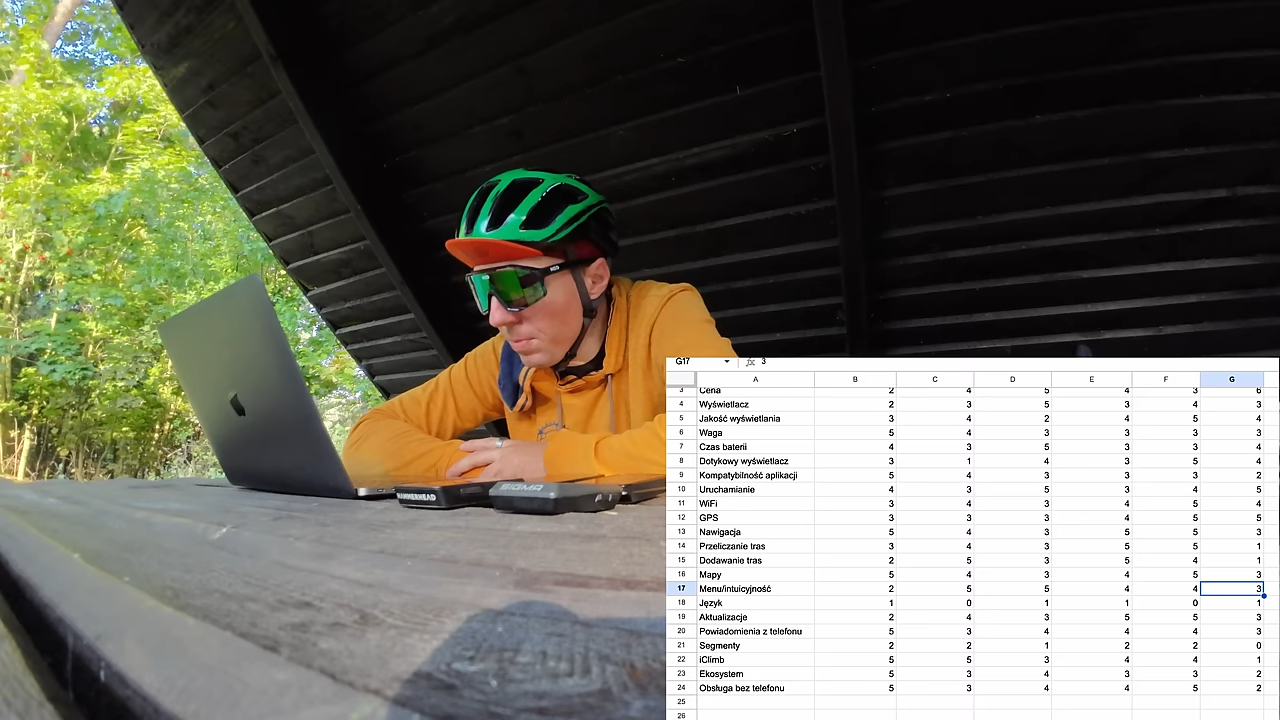 HAMMERHEAD
SIGMA
G17 fx 3
A B C D E F G
3 Cena 2 4 5 4 3 6
4 Wyświetlacz 2 3 5 3 4 3
5 Jakość wyświetlania 3 4 2 4 5 4
6 Waga 5 4 3 3 3 3
7 Czas baterii 4 3 5 3 4 4
8 Dotykowy wyświetlacz 3 1 4 3 5 4
9 Kompatybilność aplikacji 5 4 3 3 3 2
10 Uruchamianie 4 3 5 3 4 5
11 WiFi 3 4 3 4 5 4
12 GPS 3 3 3 4 5 5
13 Nawigacja 5 4 3 5 5 3
14 Przeliczanie tras 3 4 3 5 5 1
15 Dodawanie tras 2 5 3 5 4 1
16 Mapy 5 4 3 4 5 3
17 Menu/intuicyjność 2 5 5 4 4 3
18 Język 1 0 1 1 0 1
19 Aktualizacje 2 4 3 5 5 3
20 Powiadomienia z telefonu 5 3 4 4 4 3
21 Segmenty 2 2 1 2 2 0
22 iClimb 5 5 3 4 4 1
23 Ekosystem 5 3 4 3 3 2
24 Obsługa bez telefonu 5 3 4 4 5 2
25
26